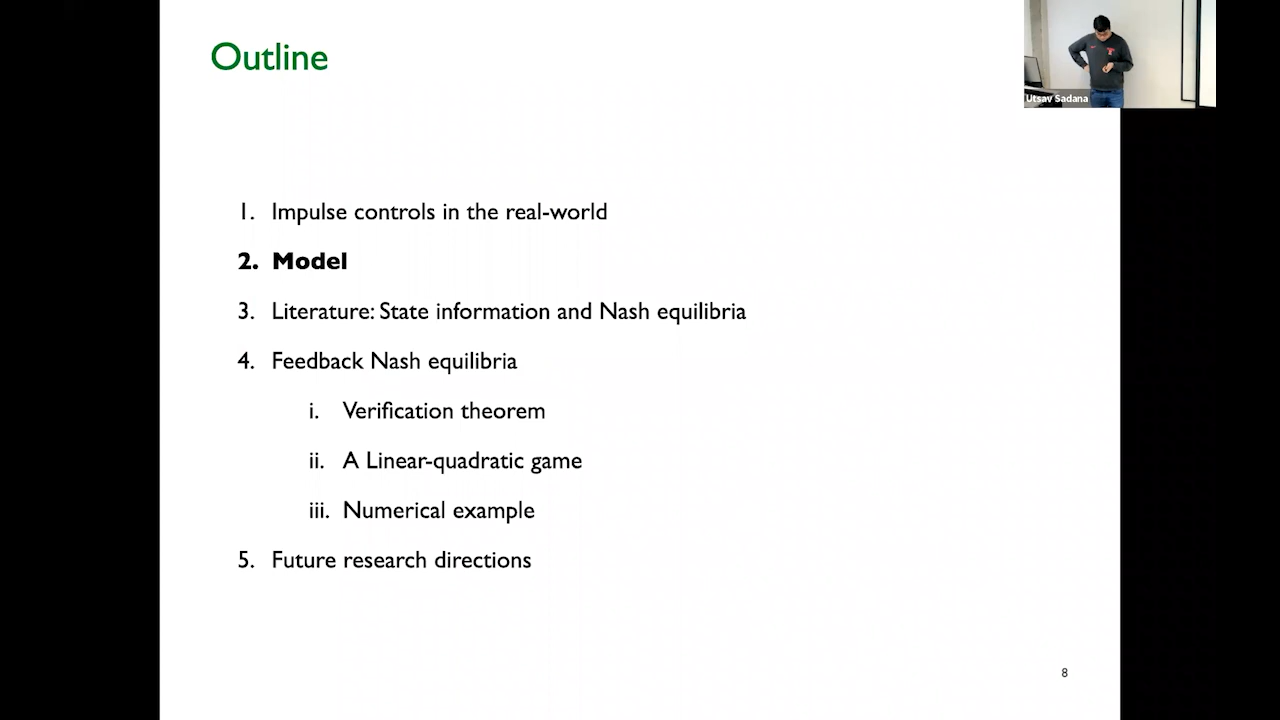 Outline
Utsav Sadana
1. Impulse controls in the real-world
2. Model
3. Literature: State information and Nash equilibria
4. Feedback Nash equilibria
i. Verification theorem
ii. A Linear-quadratic game
iii. Numerical example
5. Future research directions
8